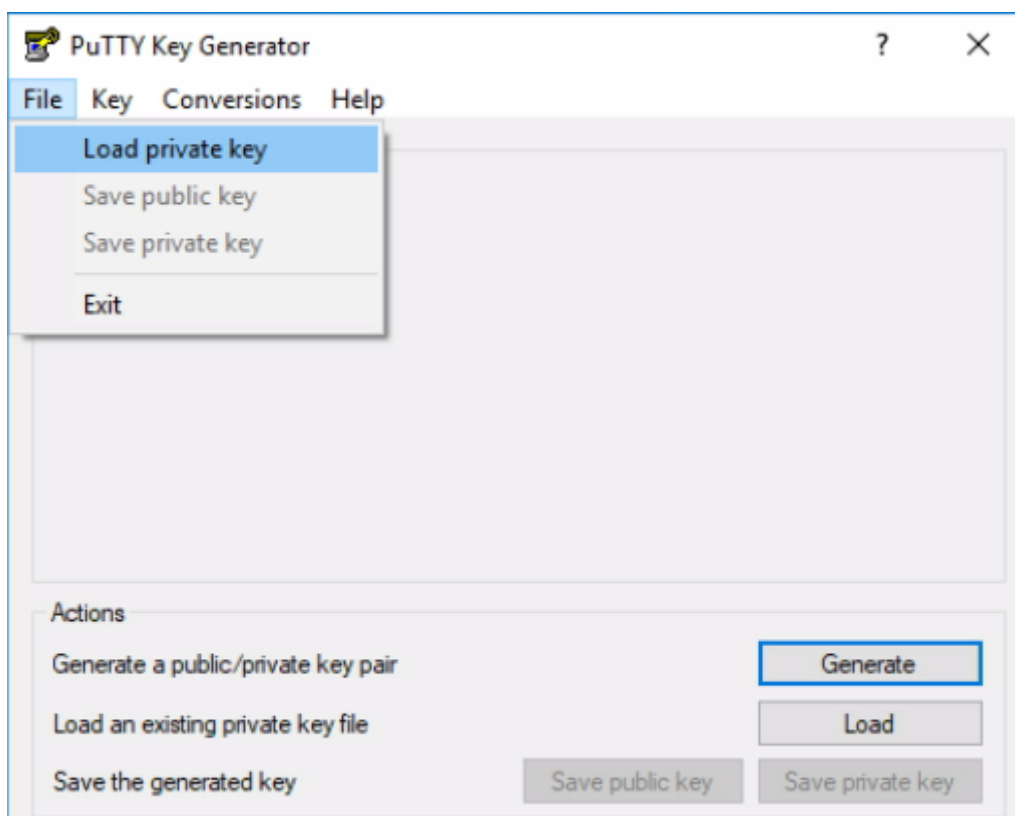 PuTTY Key Generator ? ×
File Key Conversions Help
Load private key
Save public key
Save private key
Exit
Actions
Generate a public/private key pair Generate
Load an existing private key file Load
Save the generated key Save public key Save private key